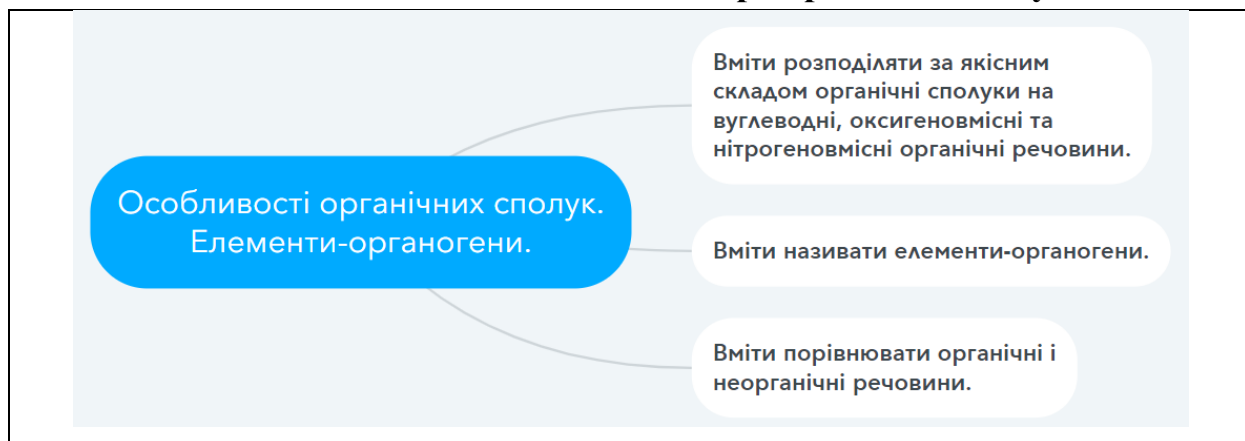 Особливості органічних сполук.
Елементи-органогени.
Вміти розподіляти за якісним
складом органічні сполуки на
вуглеводні, оксигеновмісні та
нітрогеновмісні органічні речовини.
Вміти називати елементи-органогени.
Вміти порівнювати органічні і
неорганічні речовини.